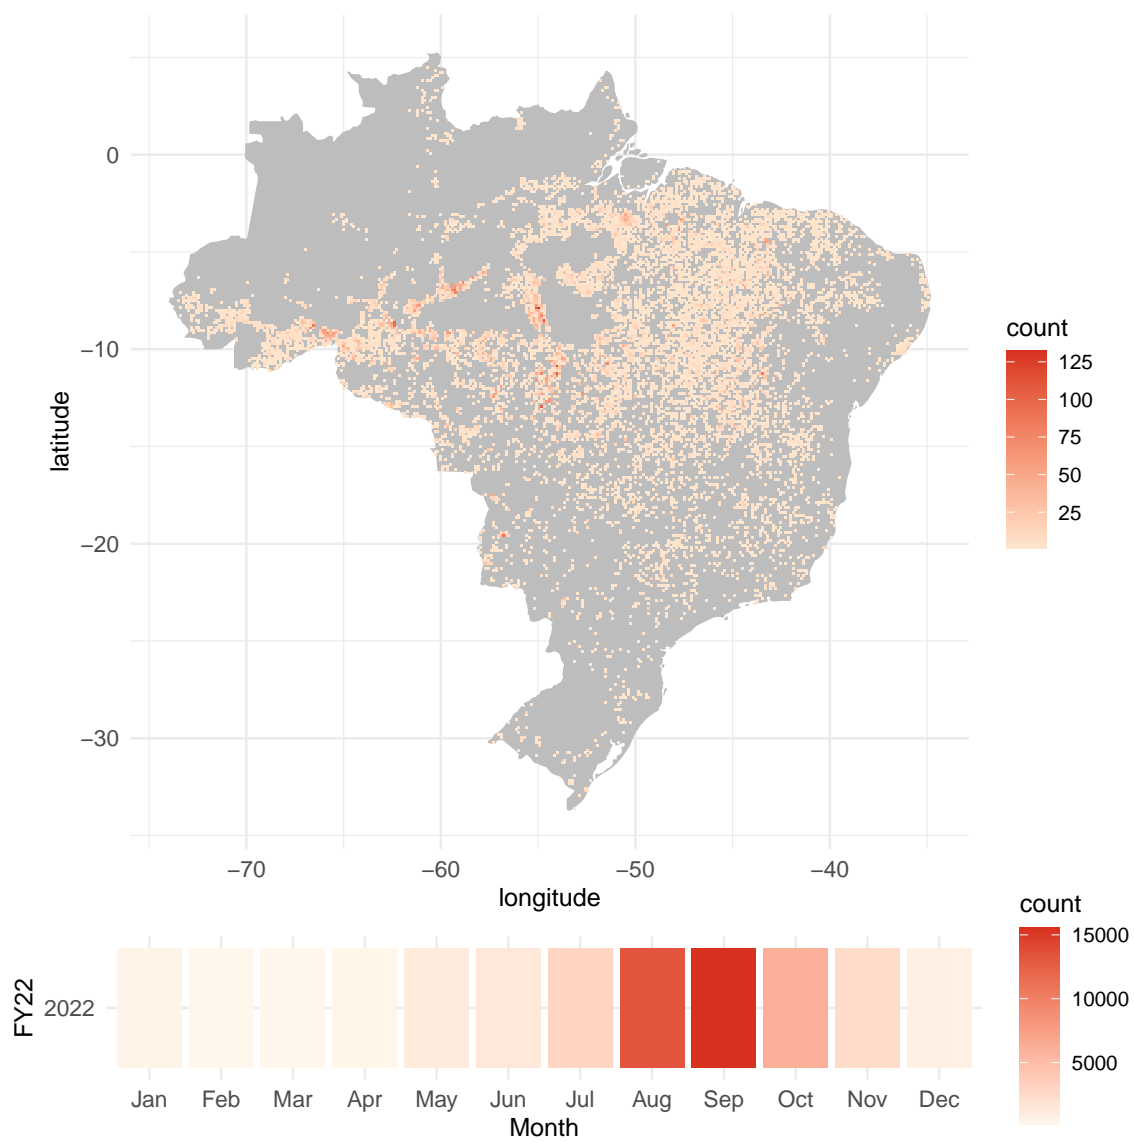 0
−10
−20
−30
latitude
−70
−60
−50
−40
longitude
count
125
100
75
50
25
count
15000
10000
5000
FY22
2022
Jan Feb Mar Apr May Jun Jul Aug Sep Oct Nov Dec
Month